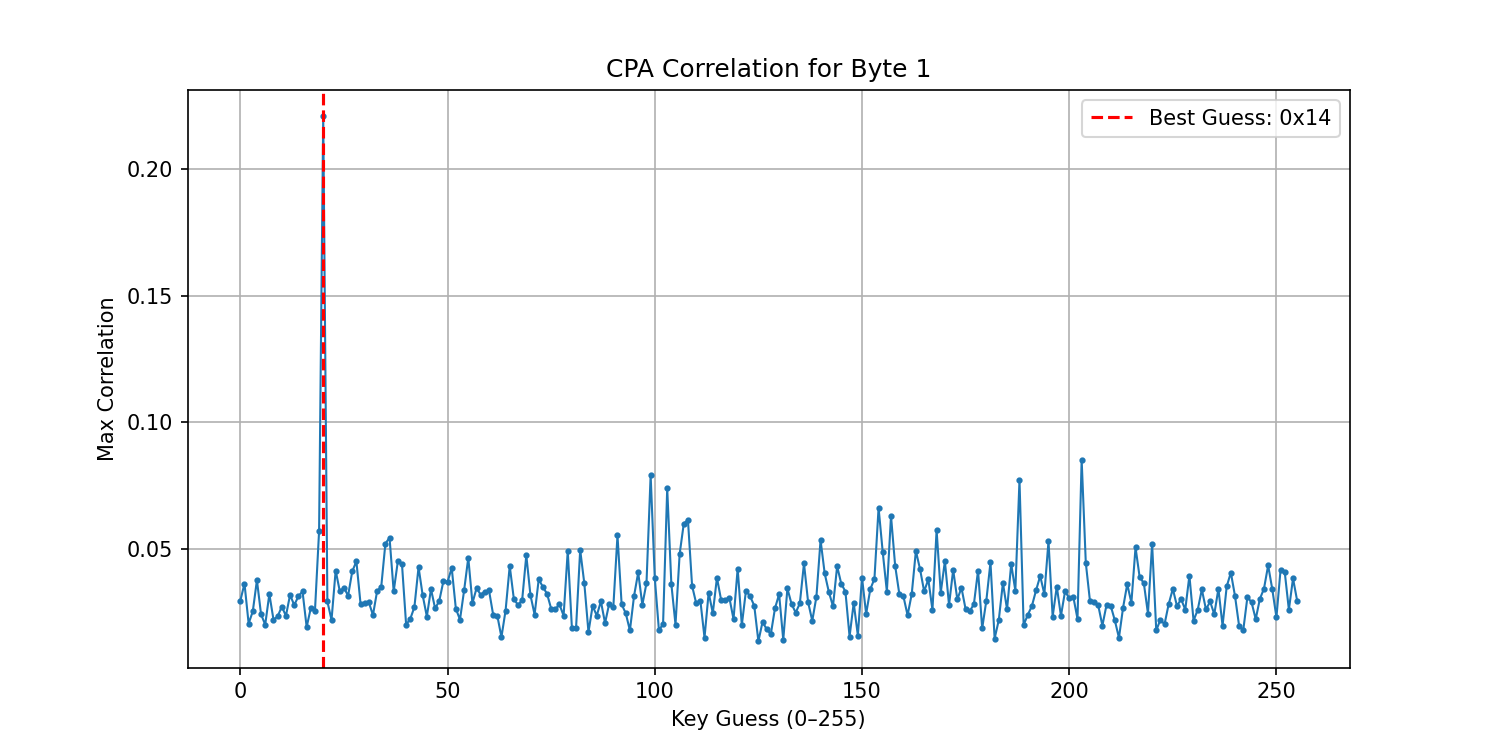 CPA Correlation for Byte 1
Best Guess: 0x14
Max Correlation
0.20
0.15
0.10
0.05
0 50 100 150 200 250
Key Guess (0–255)